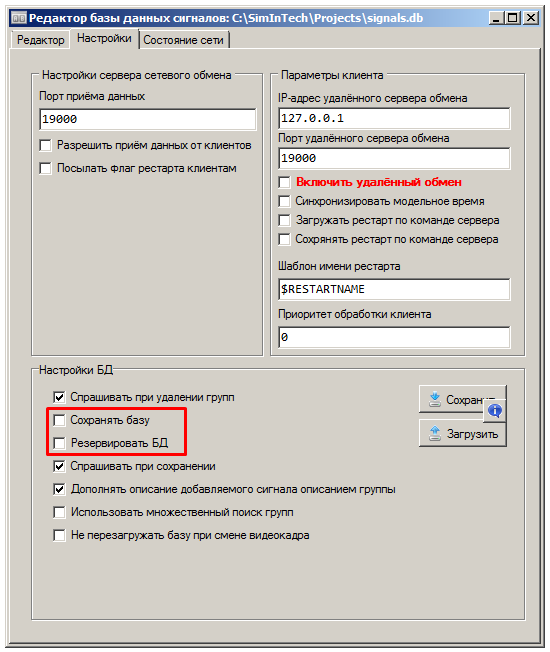 Редактор базы данных сигналов: C:\SimInTech\Projects\signals.db
Редактор Настройки Состояние сети
Настройки сервера сетевого обмена
Порт приёма данных
19000
Разрешить приём данных от клиентов
Посылать флаг рестарта клиентам
Параметры клиента
IP-адрес удалённого сервера обмена
127.0.0.1
Порт удалённого сервера обмена
19000
Включить удалённый обмен
Синхронизировать модельное время
Загружать рестарт по команде сервера
Сохрянять рестарт по команде сервера
Шаблон имени рестарта
$RESTARTNAME
Приоритет обработки клиента
0
Настройки БД
Спрашивать при удалении групп
Сохранять базу
Резервировать БД
Спрашивать при сохранении
Дополнять описание добавляемого сигнала описанием группы
Использовать множественный поиск групп
Не перезагружать базу при смене видеокадра
Загрузить